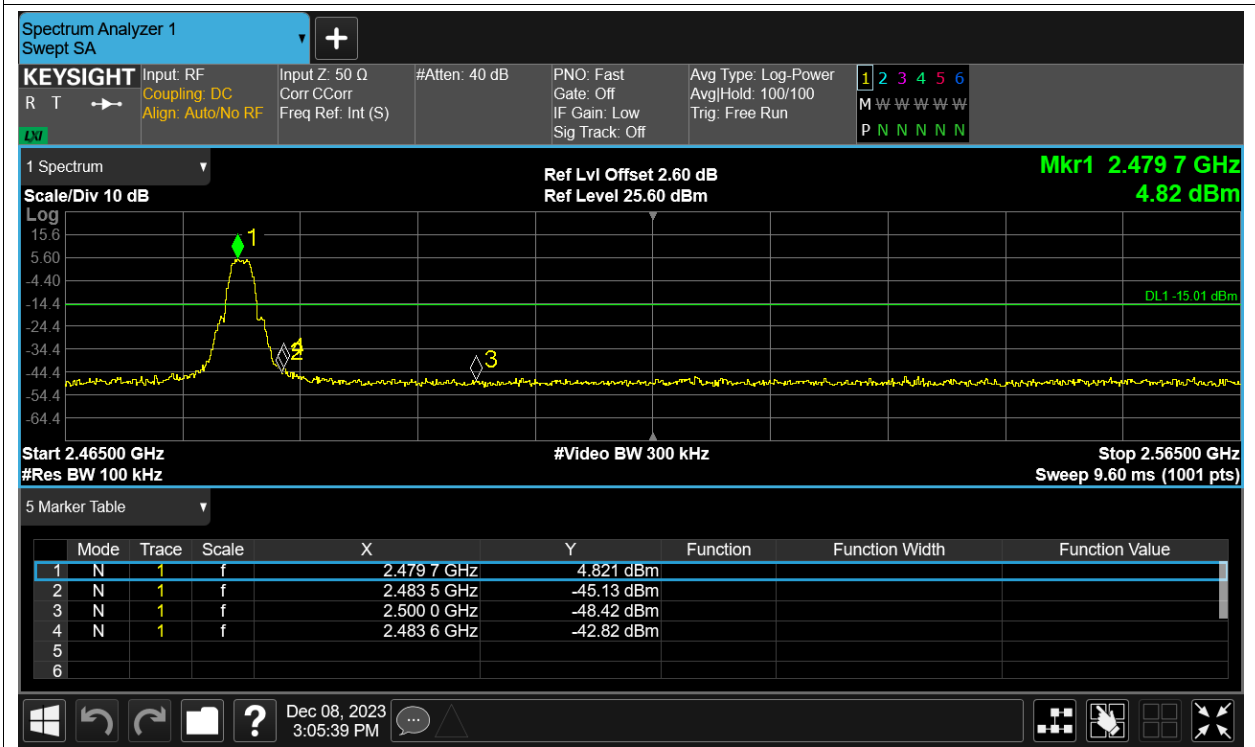 Spectrum Analyzer 1
Swept SA
+
KEYSIGHT Input: RF Input Z: 50 Ω #Atten: 40 dB PNO: Fast Avg Type: Log-Power 1 2 3 4 5 6
R T Coupling: DC Corr CCorr Gate: Off Avg|Hold: 100/100 M W W W W W
Align: Auto/No RF Freq Ref: Int (S) IF Gain: Low Trig: Free Run
LXI Sig Track: Off P N N N N N
1 Spectrum Ref Lvl Offset 2.60 dB Mkr1 2.479 7 GHz
Scale/Div 10 dB Ref Level 25.60 dBm 4.82 dBm
Log
15.6
1
5.60
-4.40
-14.4 DL1 -15.01 dBm
-24.4
-34.4 4
2 3
-44.4
-54.4
-64.4
Start 2.46500 GHz #Video BW 300 kHz Stop 2.56500 GHz
#Res BW 100 kHz Sweep 9.60 ms (1001 pts)
5 Marker Table
Mode Trace Scale X Y Function Function Width Function Value
1 N 1 f 2.479 7 GHz 4.821 dBm
2 N 1 f 2.483 5 GHz -45.13 dBm
3 N 1 f 2.500 0 GHz -48.42 dBm
4 N 1 f 2.483 6 GHz -42.82 dBm
5
6
? Dec 08, 2023
3:05:39 PM